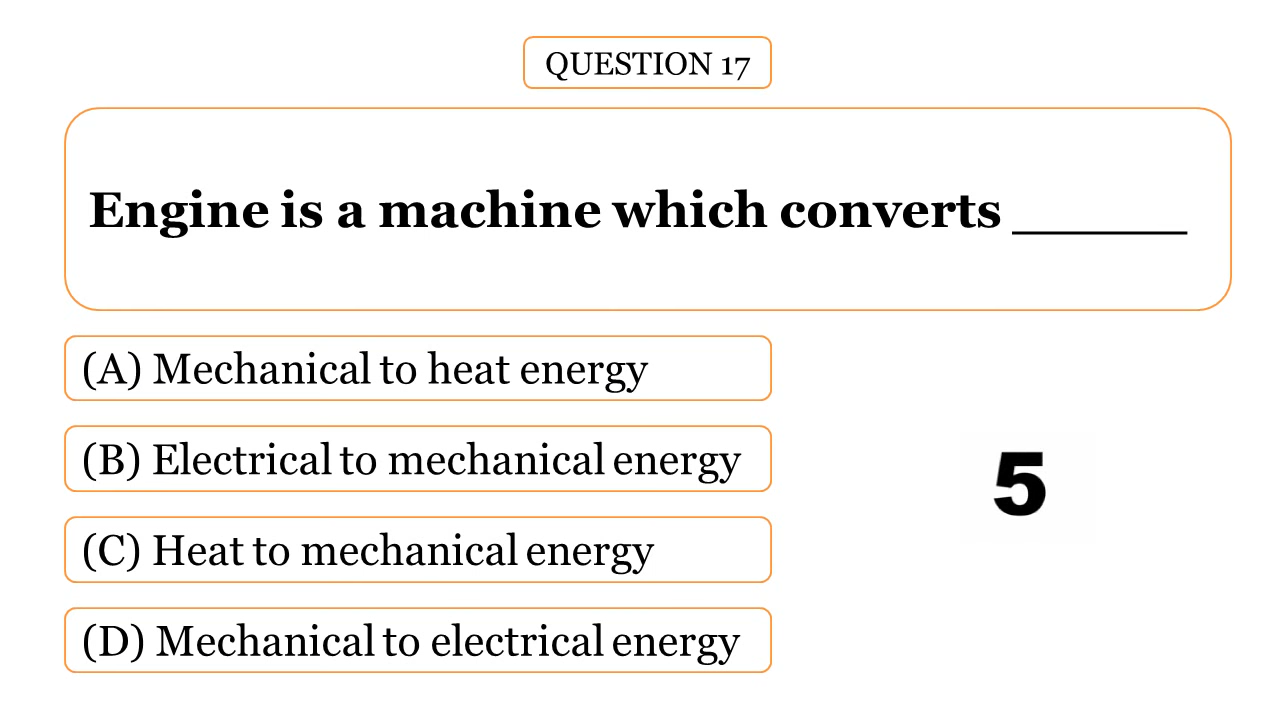 QUESTION 17
Engine is a machine which converts ______
(A) Mechanical to heat energy
(B) Electrical to mechanical energy
5
(C) Heat to mechanical energy
(D) Mechanical to electrical energy